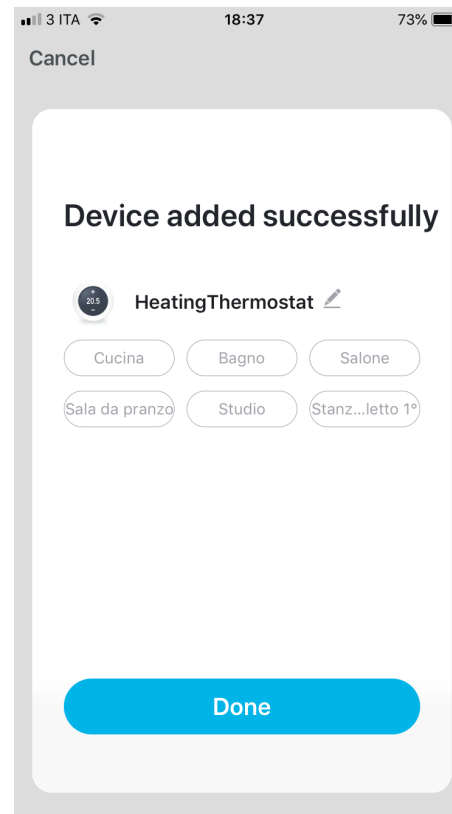 3 ITA 18:37 73%
Cancel
Device added successfully
20.5
HeatingThermostat
Cucina Bagno Salone
Sala da pranzo Studio Stanz...letto 1°
Done